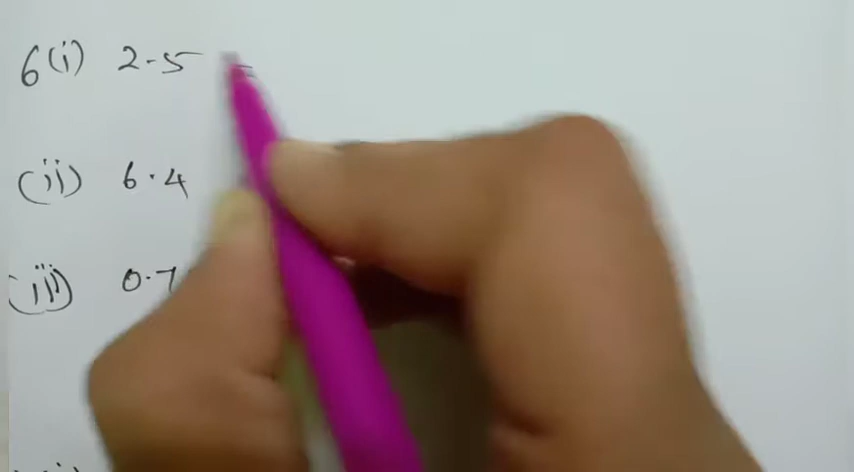 6(i) 2.5 =
(ii) 6.4
(iii) 0.7